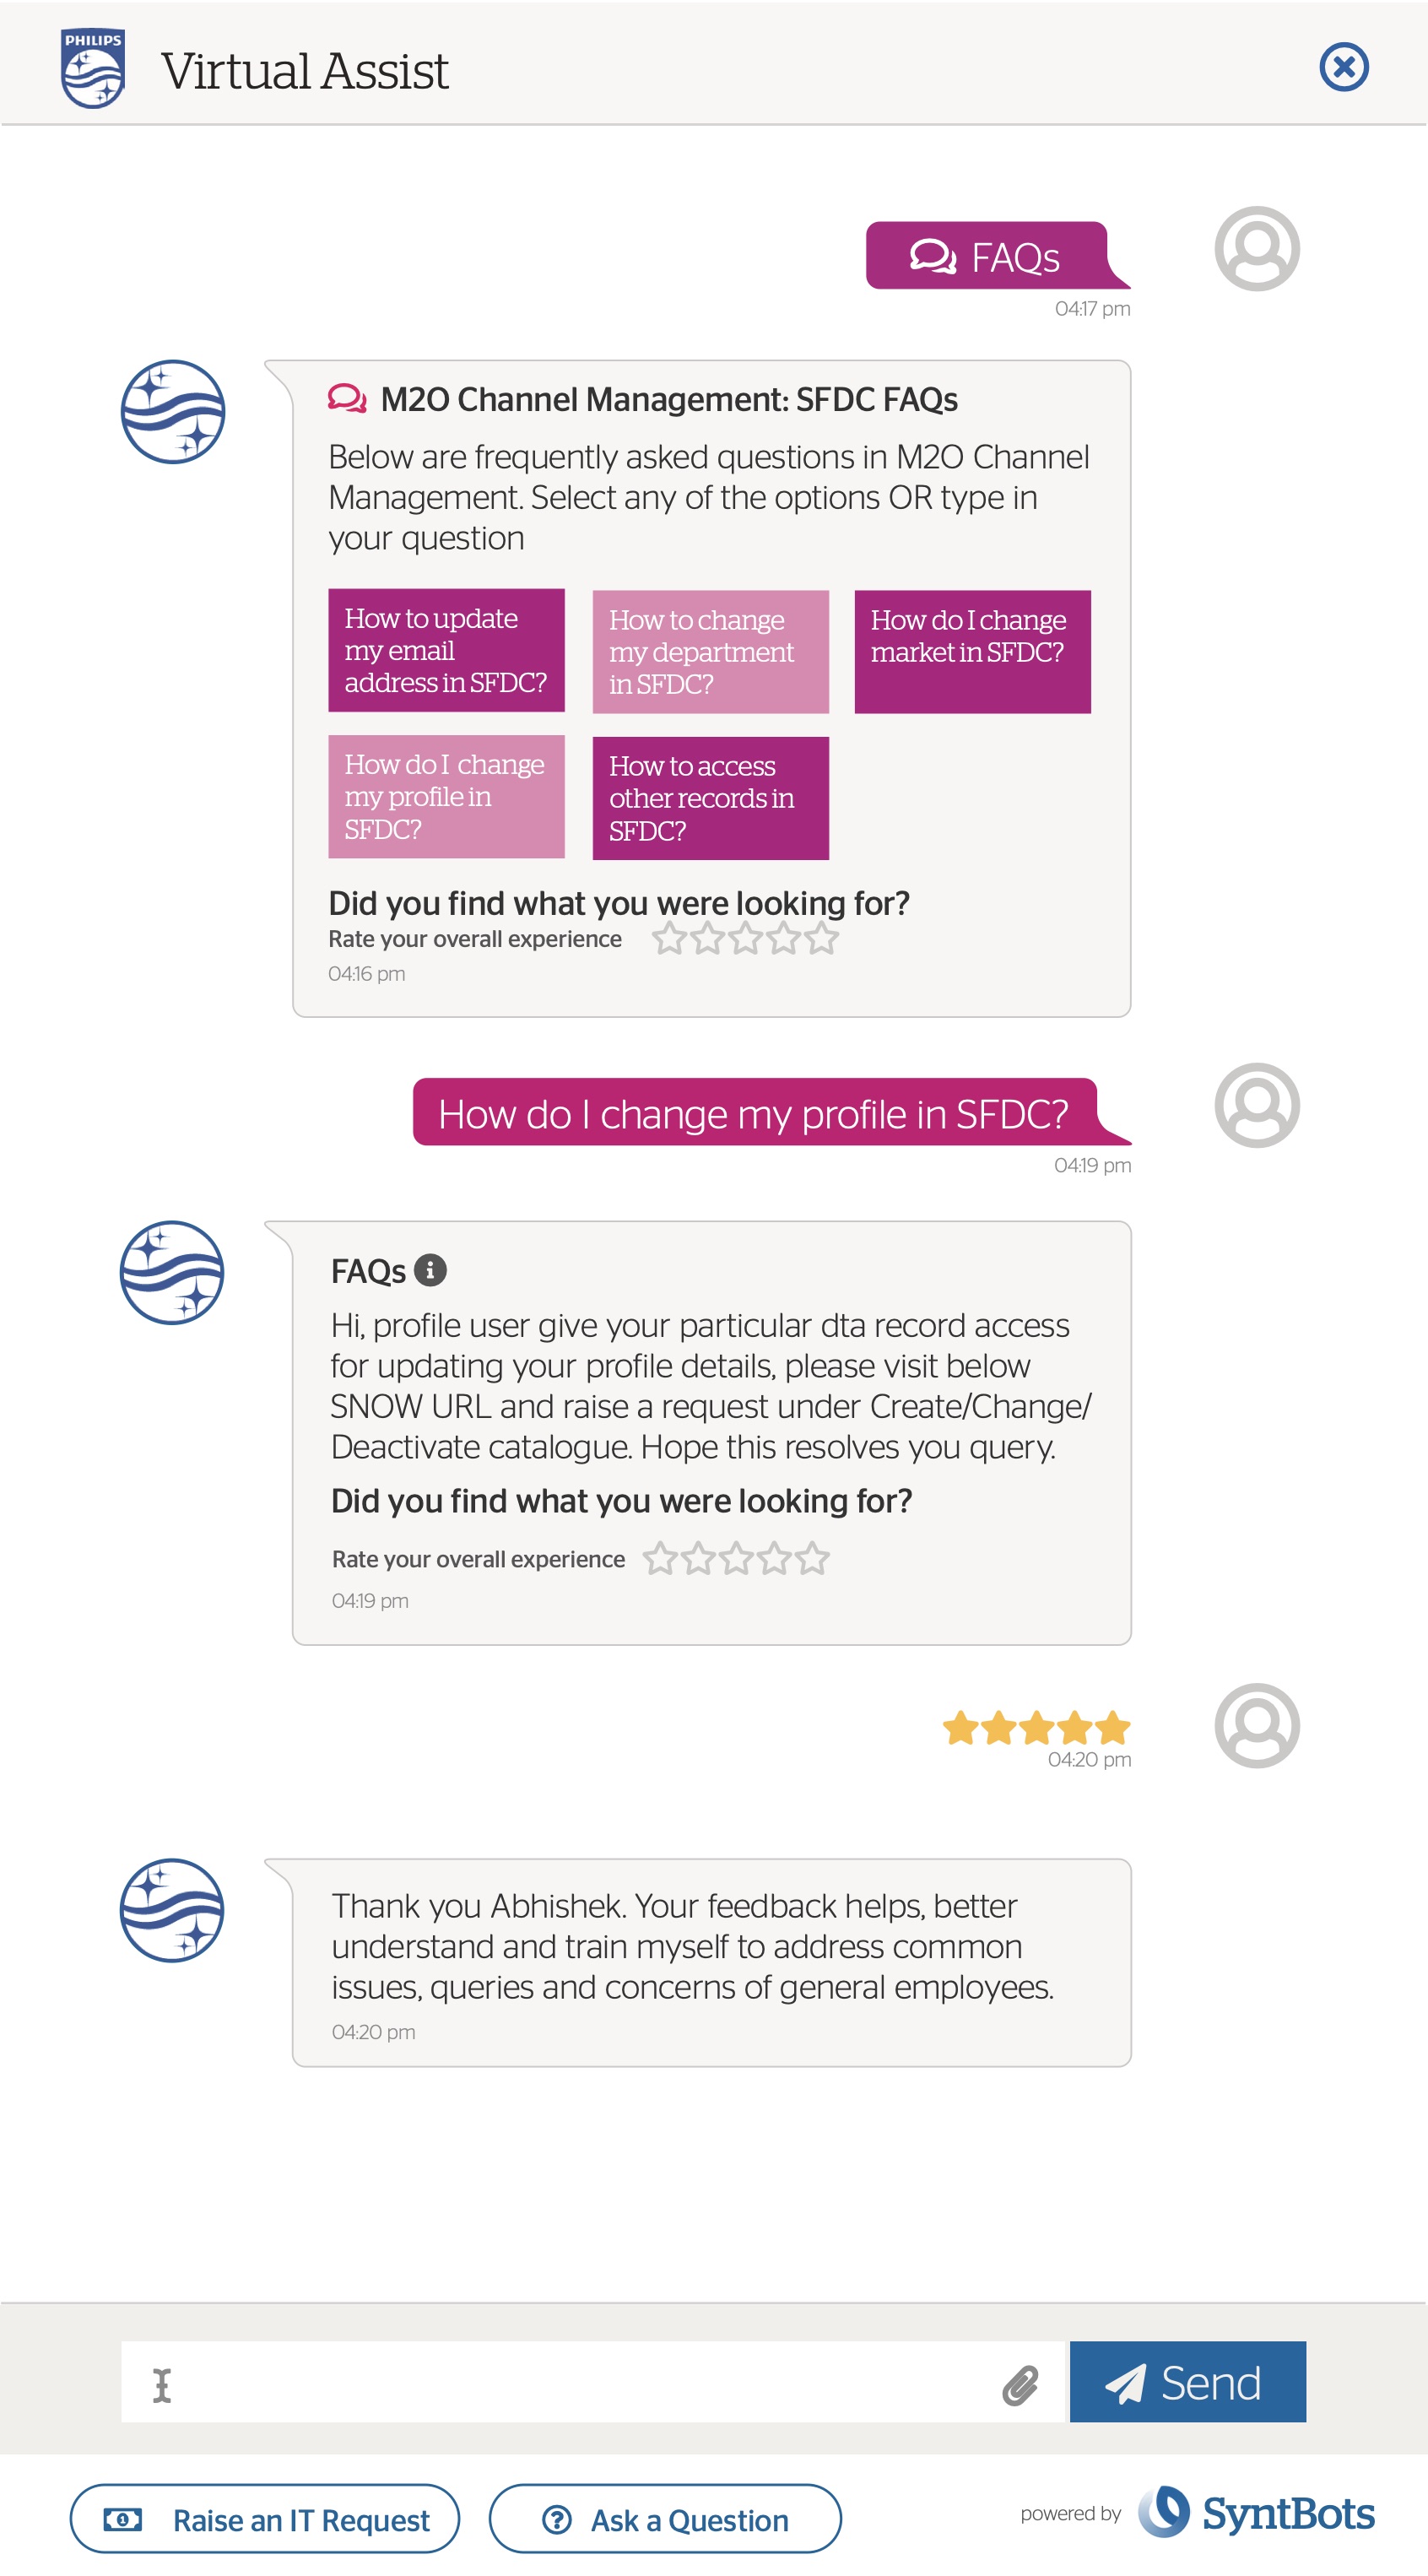 PHILIPS
Virtual Assist
FAQs
04:17 pm
M2O Channel Management: SFDC FAQs
Below are frequently asked questions in M2O Channel
Management. Select any of the options OR type in
your question
How to update
my email
address in SFDC?
How to change
my department
in SFDC?
How do I change
market in SFDC?
How do I change
my profile in
SFDC?
How to access
other records in
SFDC?
Did you find what you were looking for?
Rate your overall experience
04:16 pm
How do I change my profile in SFDC?
04:19 pm
FAQs
Hi, profile user give your particular dta record access
for updating your profile details, please visit below
SNOW URL and raise a request under Create/Change/
Deactivate catalogue. Hope this resolves you query.
Did you find what you were looking for?
Rate your overall experience
04:19 pm
04:20 pm
Thank you Abhishek. Your feedback helps, better
understand and train myself to address common
issues, queries and concerns of general employees.
04:20 pm
Send
Raise an IT Request
Ask a Question
powered by SyntBots